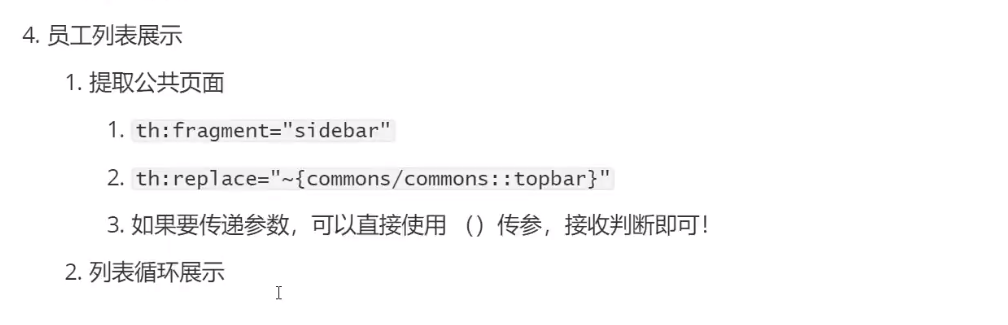 4. 员工列表展示
1. 提取公共页面
1. th:fragment="sidebar"
2. th:replace="~{commons/commons::topbar}"
3. 如果要传递参数，可以直接使用 （）传参，接收判断即可！
2. 列表循环展示